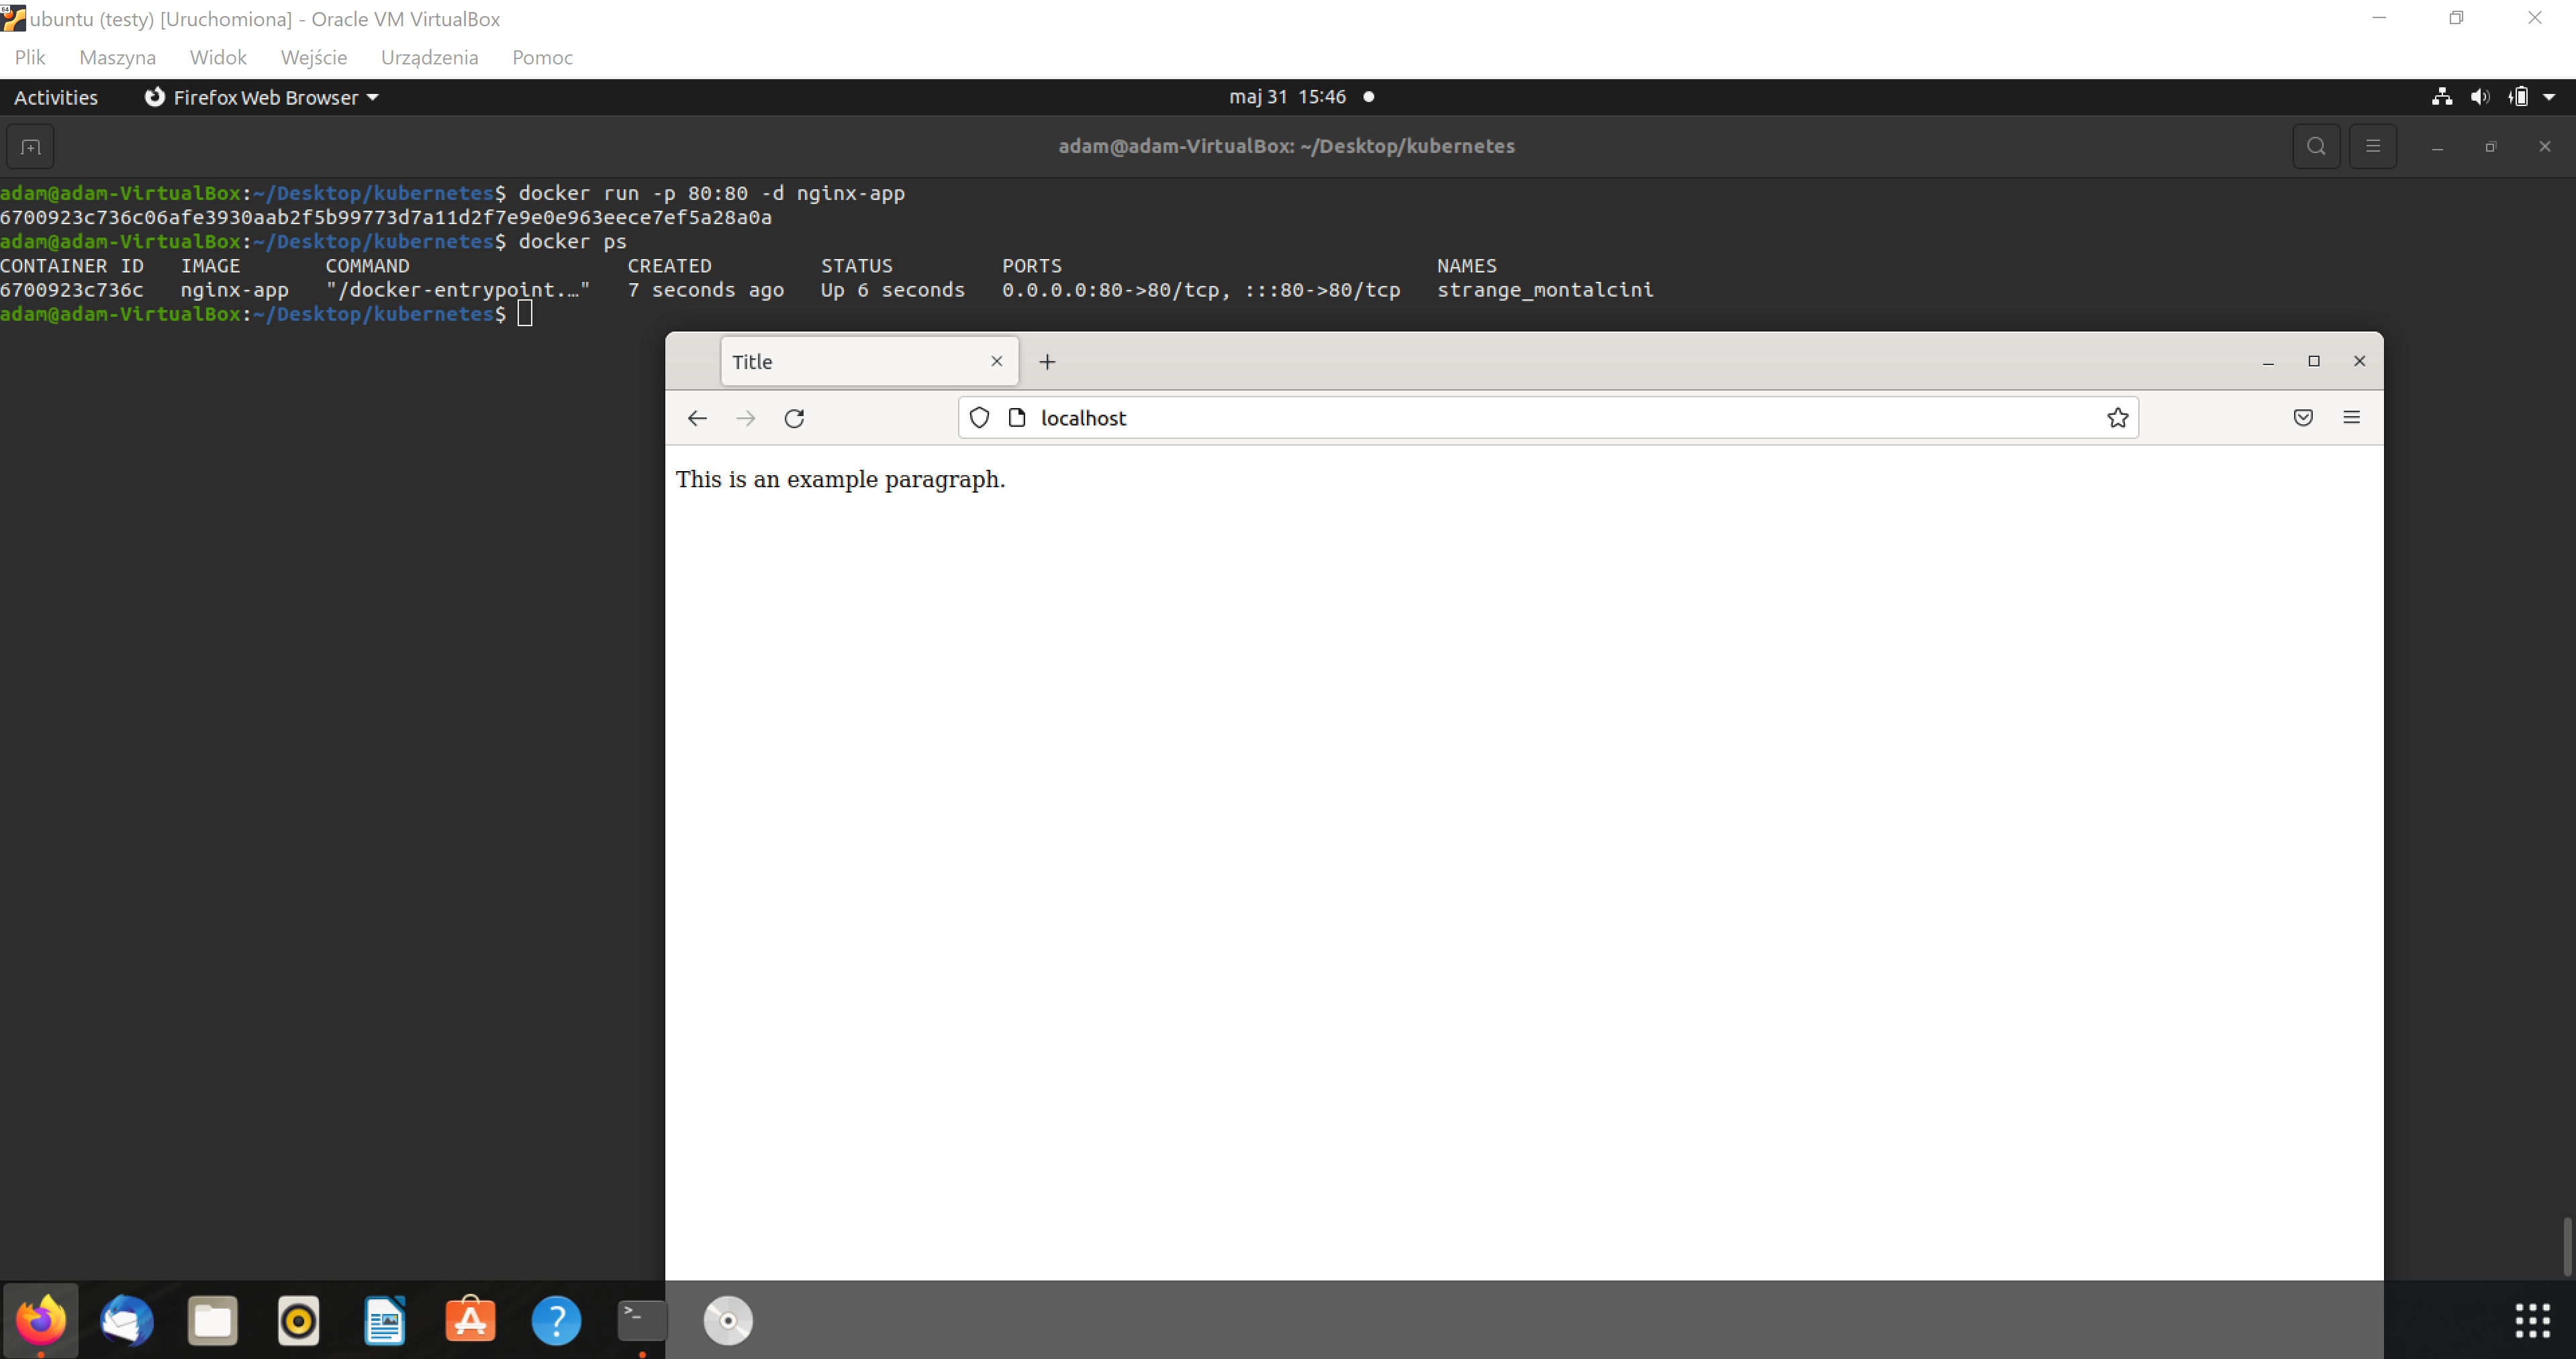 ubuntu (testy) [Uruchomiona] - Oracle VM VirtualBox
Plik Maszyna Widok Wejście Urządzenia Pomoc
Activities Firefox Web Browser maj 31 15:46
adam@adam-VirtualBox: ~/Desktop/kubernetes
adam@adam-VirtualBox:~/Desktop/kubernetes$ docker run -p 80:80 -d nginx-app
6700923c736c06afe3930aab2f5b99773d7a11d2f7e9e0e963eece7ef5a28a0a
adam@adam-VirtualBox:~/Desktop/kubernetes$ docker ps
CONTAINER ID IMAGE COMMAND CREATED STATUS PORTS NAMES
6700923c736c nginx-app "/docker-entrypoint.…" 7 seconds ago Up 6 seconds 0.0.0.0:80->80/tcp, :::80->80/tcp strange_montalcini
adam@adam-VirtualBox:~/Desktop/kubernetes$
Title
localhost
This is an example paragraph.